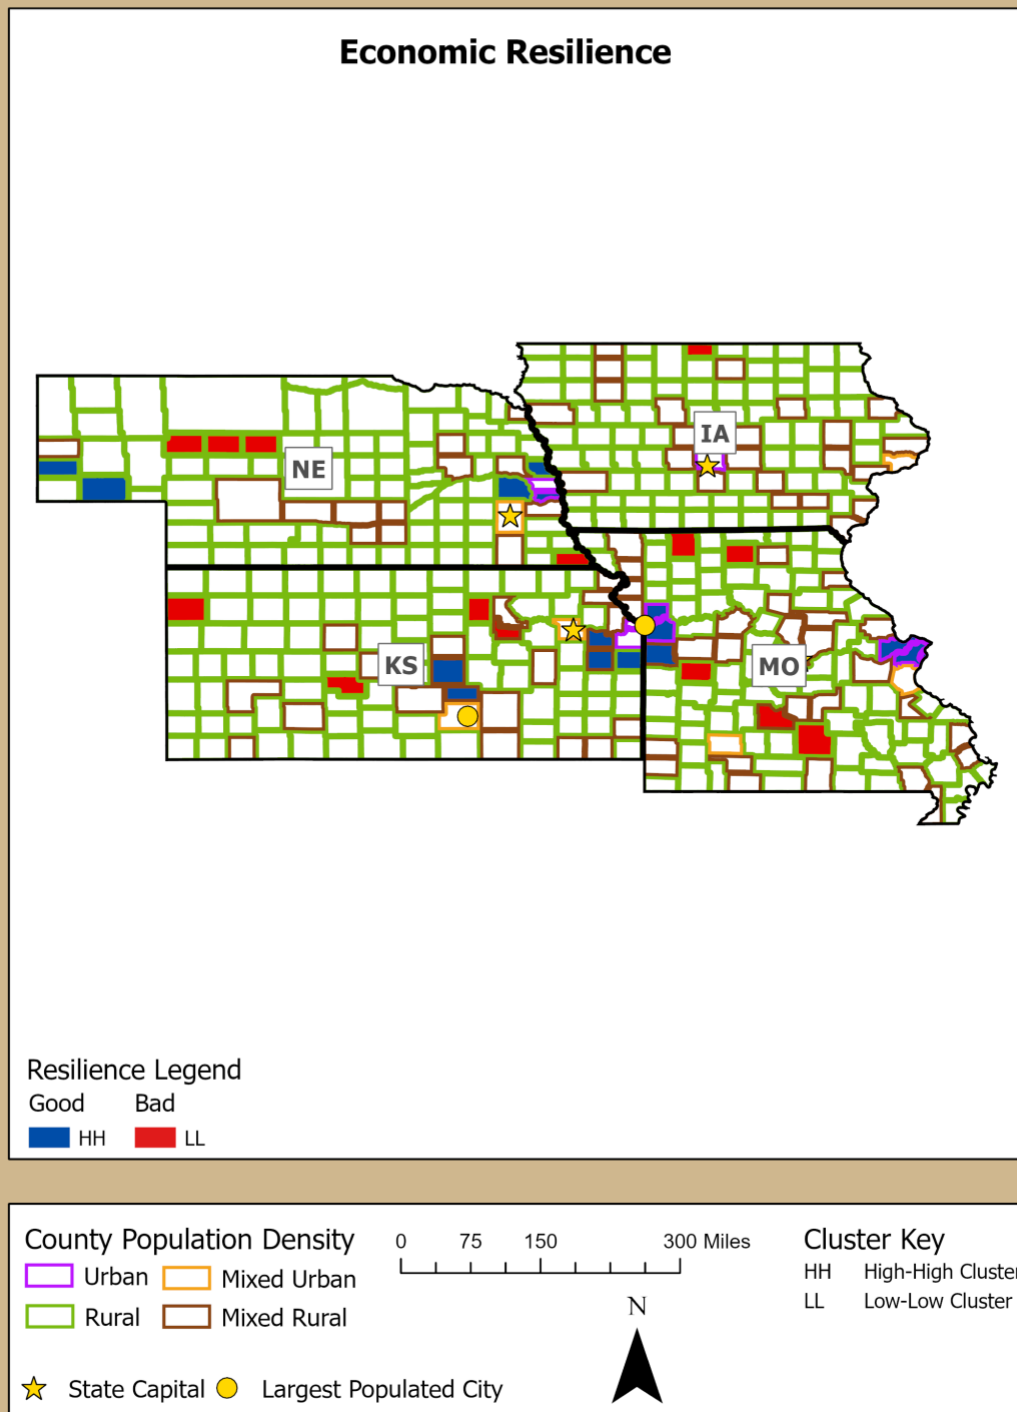 Economic Resilience
IA
NE
KS
MO
Resilience Legend
Good Bad
HH LL
County Population Density
Urban Mixed Urban
Rural Mixed Rural
State Capital Largest Populated City
0 75 150 300 Miles
N
Cluster Key
HH High-High Cluster
LL Low-Low Cluster